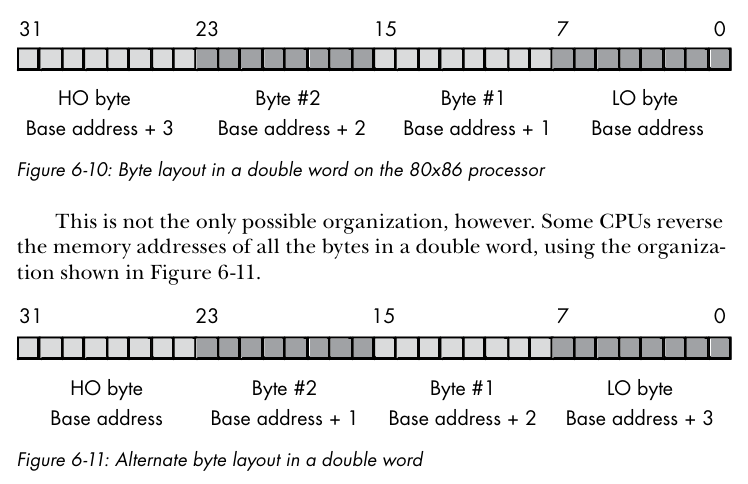 31 23 15 7 0
HO byte Byte #2 Byte #1 LO byte
Base address + 3 Base address + 2 Base address + 1 Base address
Figure 6-10: Byte layout in a double word on the 80x86 processor
This is not the only possible organization, however. Some CPUs reverse
the memory addresses of all the bytes in a double word, using the organiza-
tion shown in Figure 6-11.
31 23 15 7 0
HO byte Byte #2 Byte #1 LO byte
Base address Base address + 1 Base address + 2 Base address + 3
Figure 6-11: Alternate byte layout in a double word